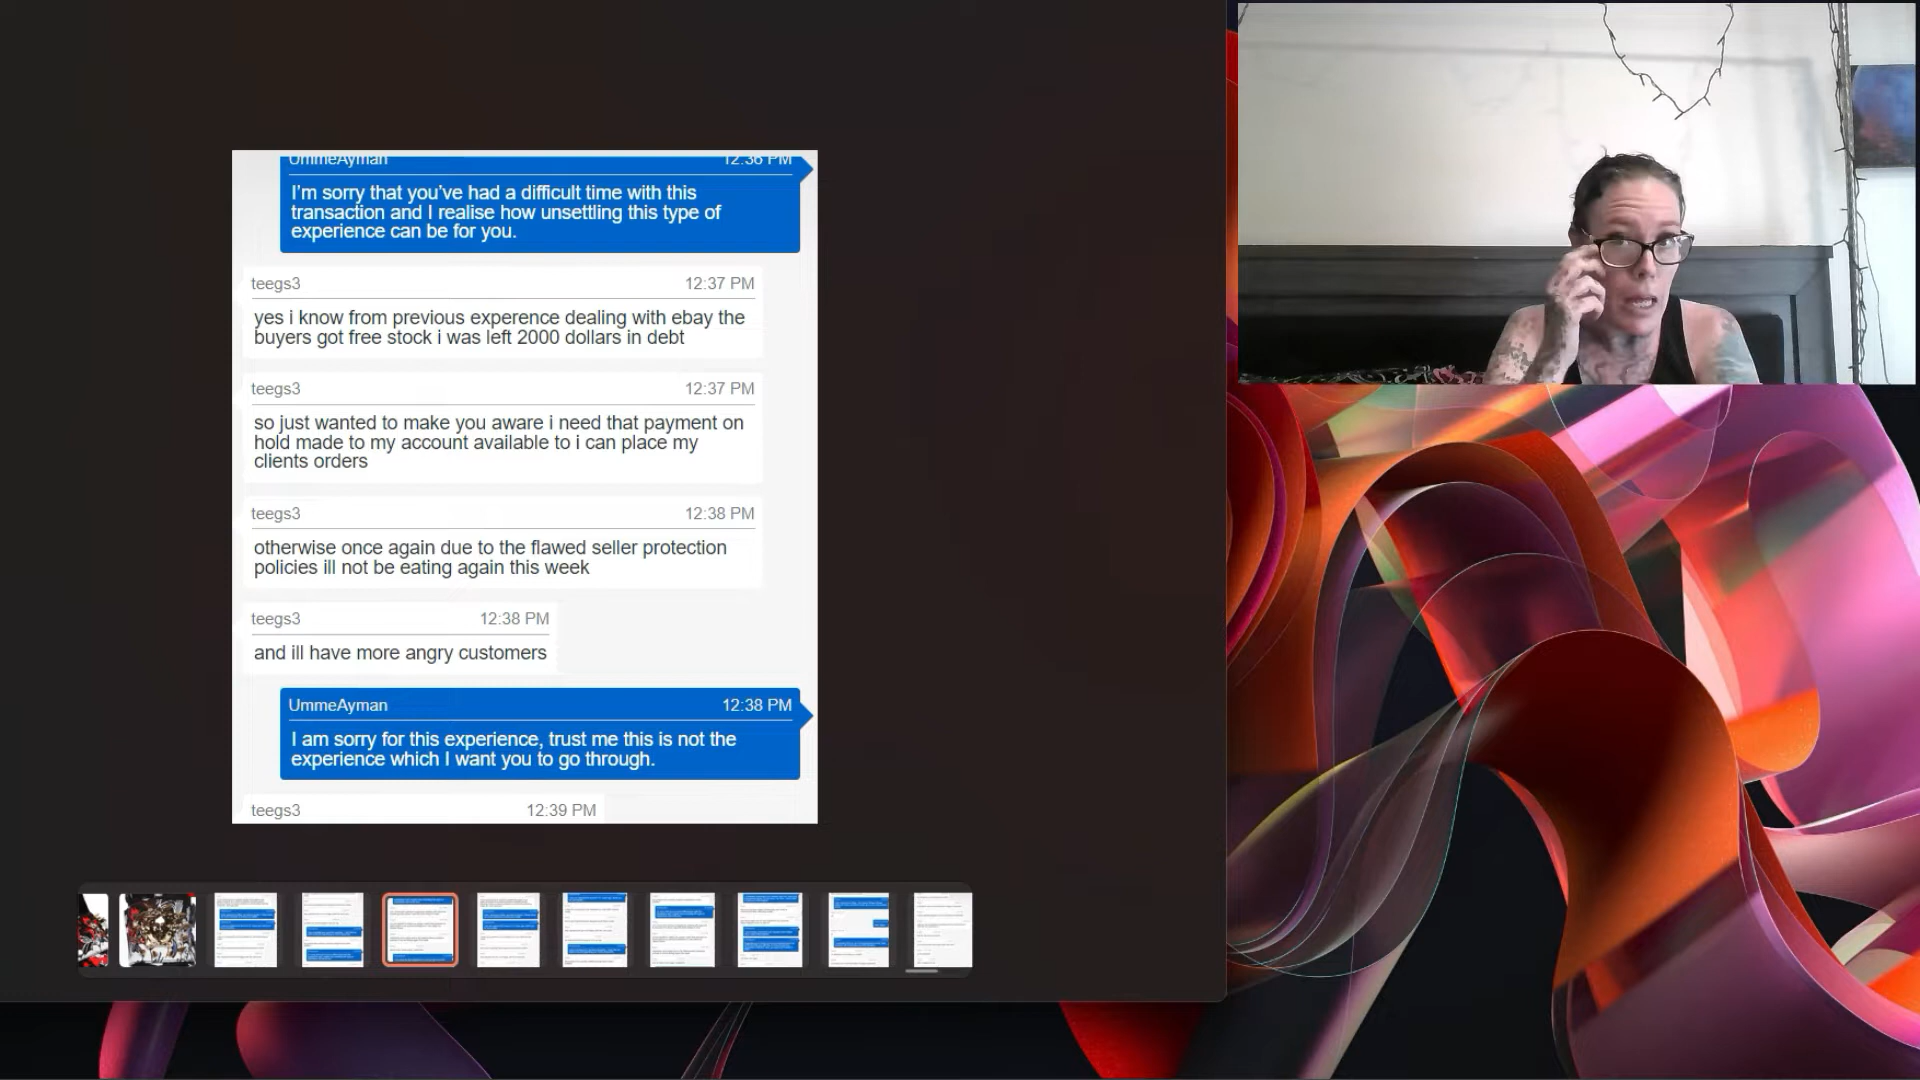 UmmeAyman 12:36 PM
I'm sorry that you've had a difficult time with this
transaction and I realise how unsettling this type of
experience can be for you.
teegs3 12:37 PM
yes i know from previous experence dealing with ebay the
buyers got free stock i was left 2000 dollars in debt
teegs3 12:37 PM
so just wanted to make you aware i need that payment on
hold made to my account available to i can place my
clients orders
teegs3 12:38 PM
otherwise once again due to the flawed seller protection
policies ill not be eating again this week
teegs3 12:38 PM
and ill have more angry customers
UmmeAyman 12:38 PM
I am sorry for this experience, trust me this is not the
experience which I want you to go through.
teegs3 12:39 PM